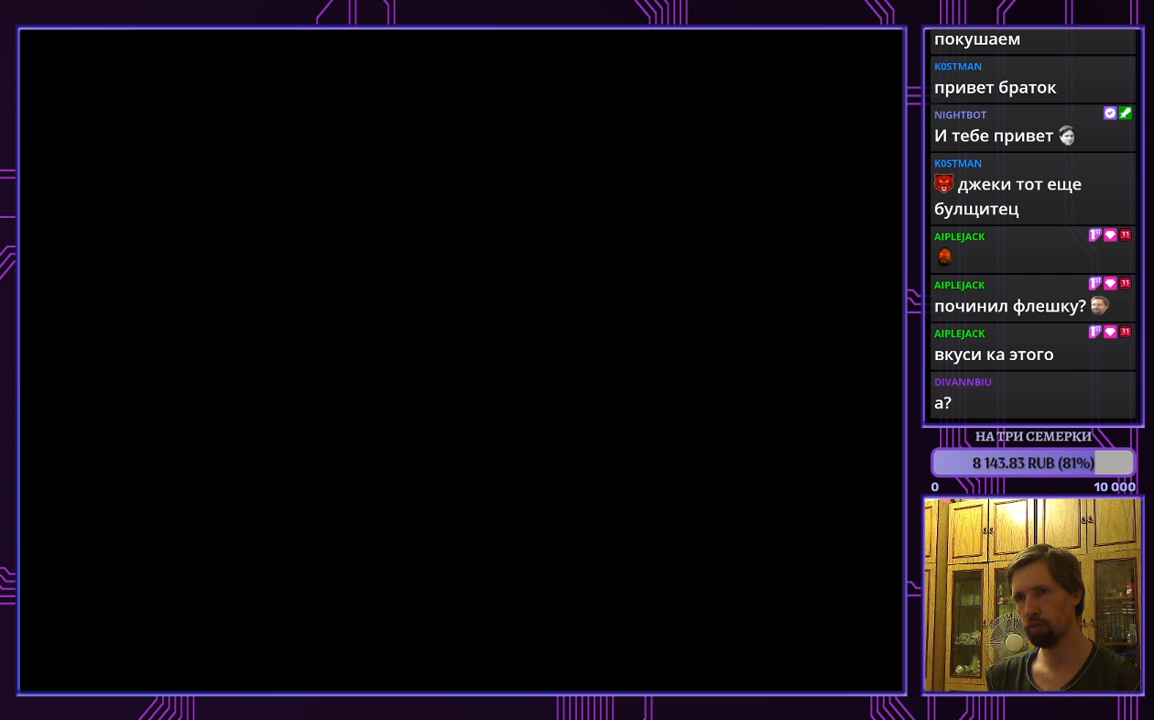 покушаем
K0STMAN
привет браток
NIGHTBOT
И тебе привет
K0STMAN
джеки тот еще
булщитец
AIPLEJACK
AIPLEJACK
починил флешку?
AIPLEJACK
вкуси ка этого
DIVANNBIU
а?
НА ТРИ СЕМЕРКИ
8 143.83 RUB (81%)
0 10 000